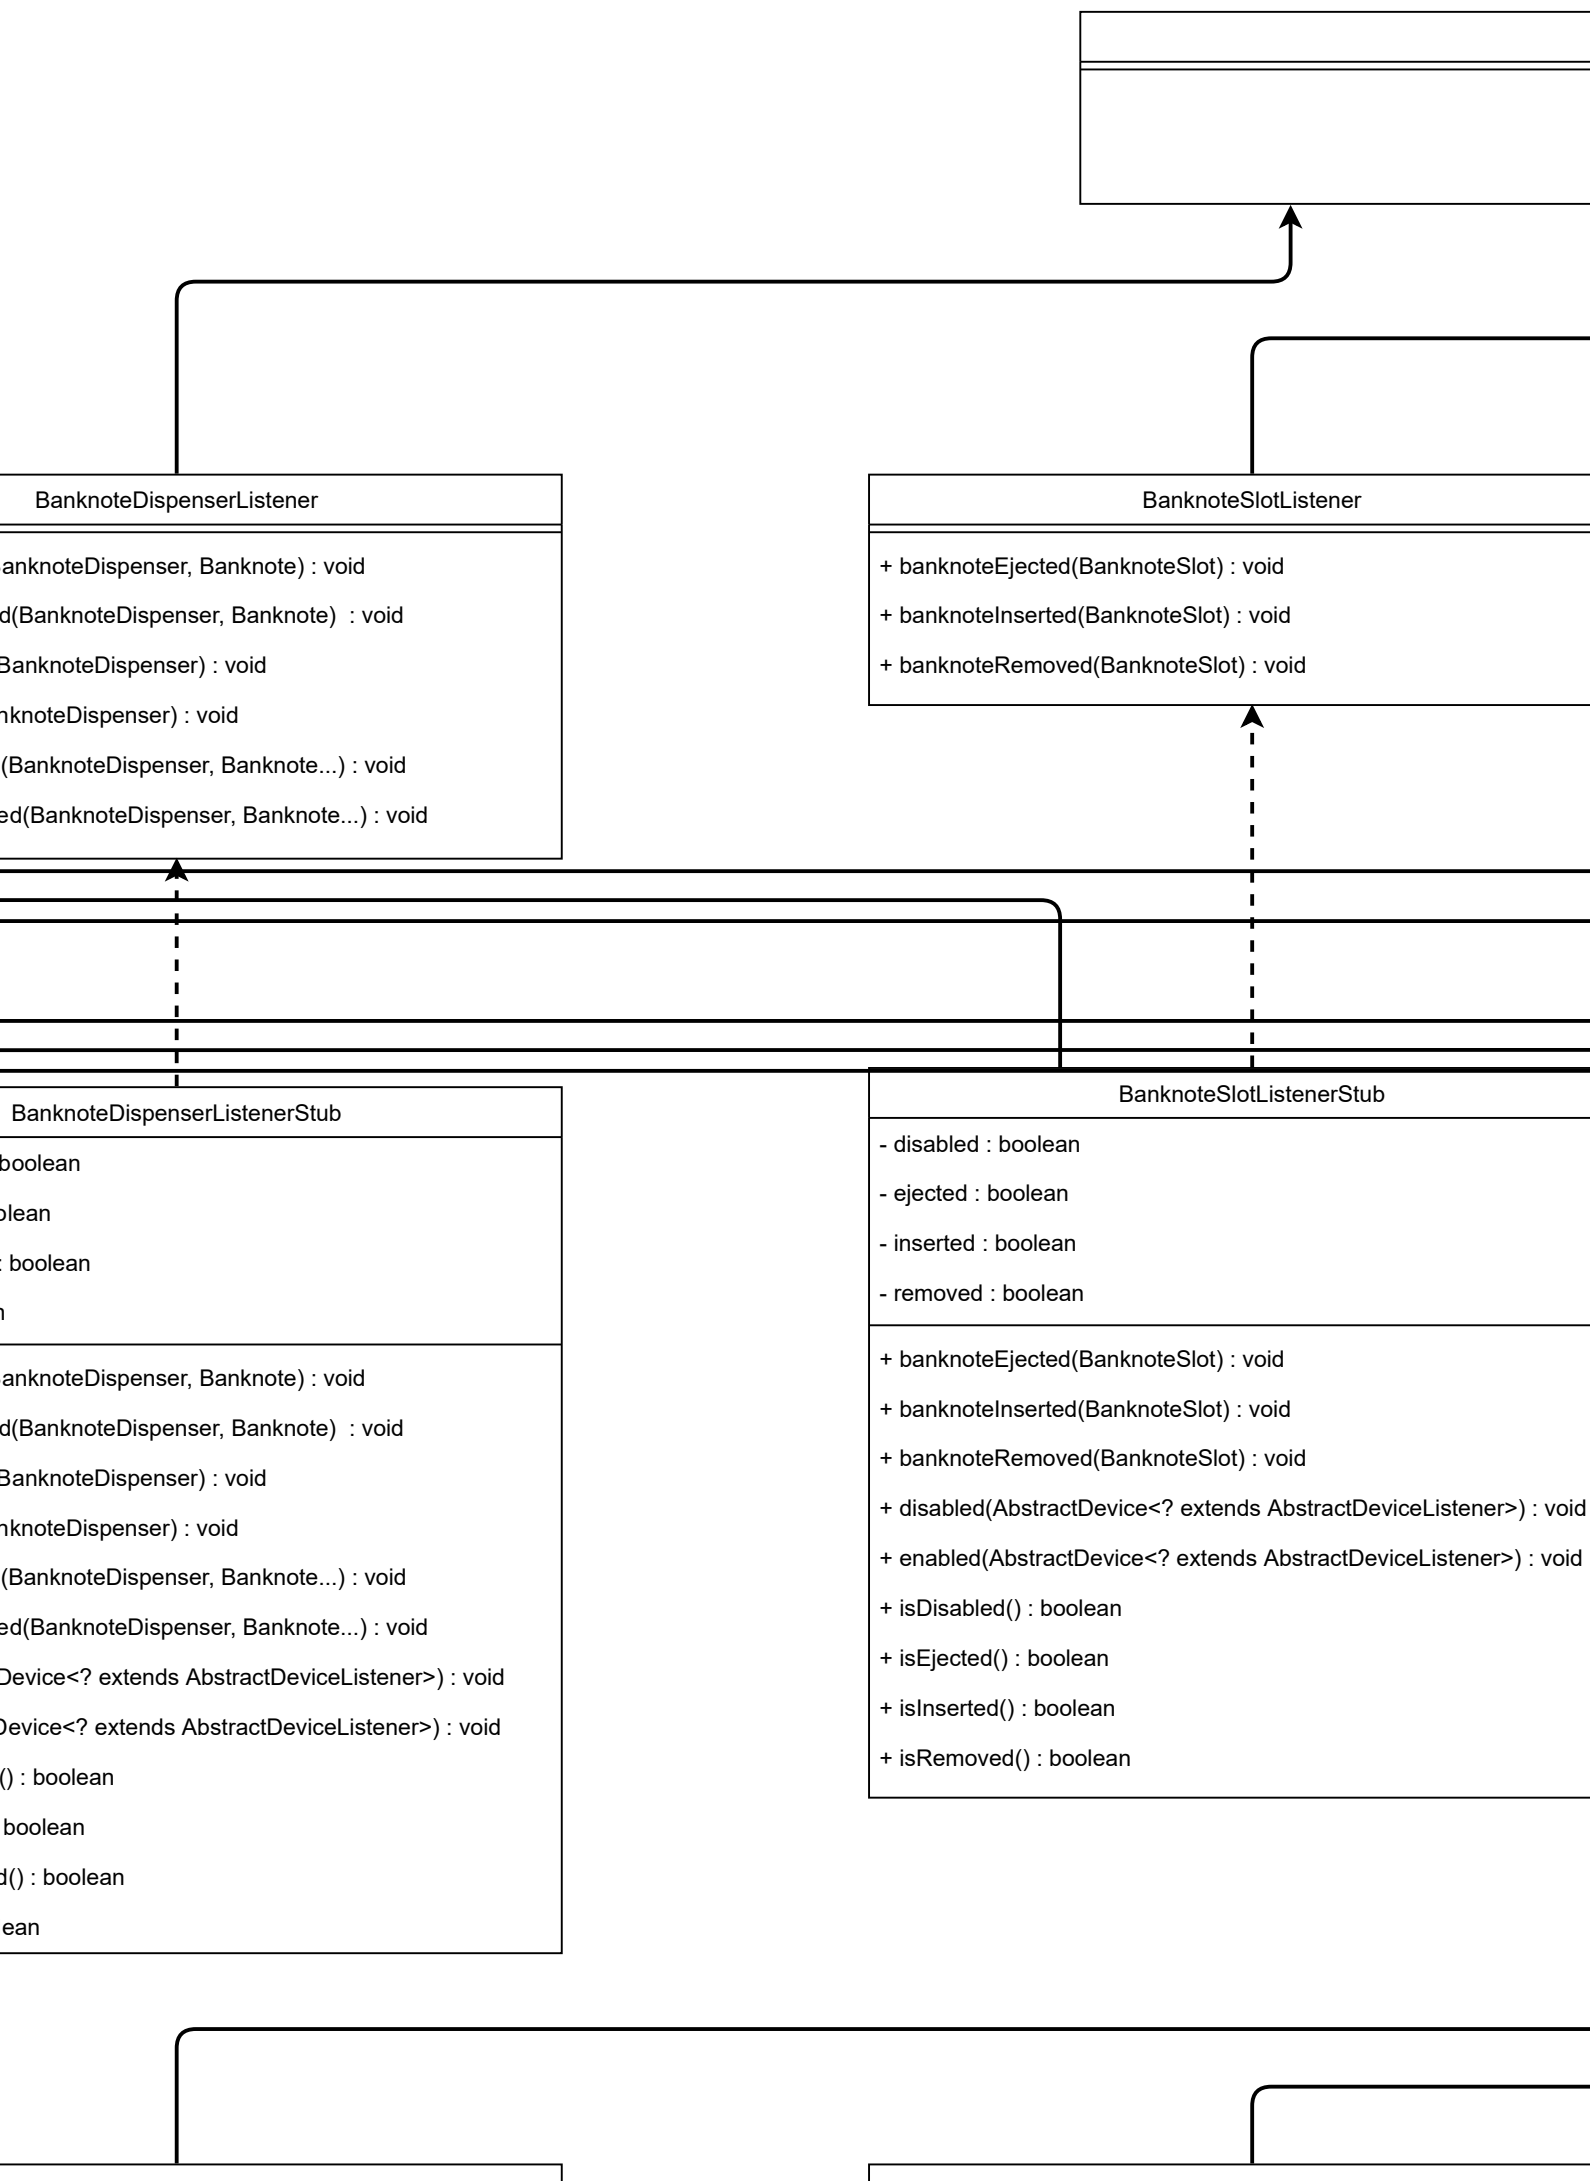 BanknoteDispenserListener
anknoteDispenser, Banknote) : void
d(BanknoteDispenser, Banknote)  : void
BanknoteDispenser) : void
knoteDispenser) : void
(BanknoteDispenser, Banknote...) : void
ed(BanknoteDispenser, Banknote...) : void
BanknoteSlotListener
+ banknoteEjected(BanknoteSlot) : void
+ banknoteInserted(BanknoteSlot) : void
+ banknoteRemoved(BanknoteSlot) : void
BanknoteDispenserListenerStub
boolean
olean
: boolean
anknoteDispenser, Banknote) : void
d(BanknoteDispenser, Banknote)  : void
BanknoteDispenser) : void
knoteDispenser) : void
(BanknoteDispenser, Banknote...) : void
ed(BanknoteDispenser, Banknote...) : void
Device<? extends AbstractDeviceListener>) : void
Device<? extends AbstractDeviceListener>) : void
() : boolean
boolean
d() : boolean
ean
BanknoteSlotListenerStub
- disabled : boolean
- ejected : boolean
- inserted : boolean
- removed : boolean
+ banknoteEjected(BanknoteSlot) : void
+ banknoteInserted(BanknoteSlot) : void
+ banknoteRemoved(BanknoteSlot) : void
+ disabled(AbstractDevice<? extends AbstractDeviceListener>) : void
+ enabled(AbstractDevice<? extends AbstractDeviceListener>) : void
+ isDisabled() : boolean
+ isEjected() : boolean
+ isInserted() : boolean
+ isRemoved() : boolean